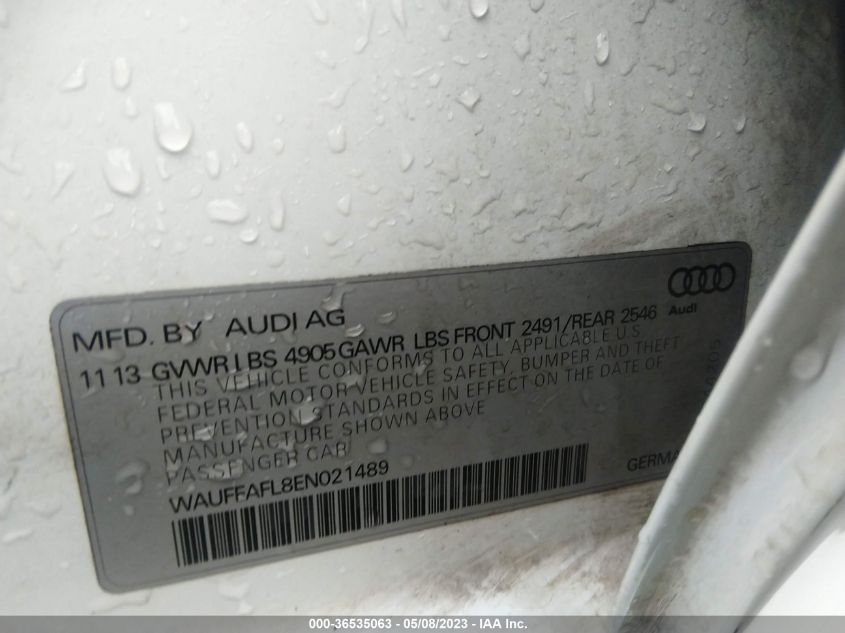 MFD. BY AUDI AG
Audi
11 13 GVWR LBS 4905 GAWR LBS FRONT 2491/REAR 2546
THIS VEHICLE CONFORMS TO ALL APPLICABLE U.S.
FEDERAL MOTOR VEHICLE SAFETY, BUMPER AND THEFT
PREVENTION STANDARDS IN EFFECT ON THE DATE OF
MANUFACTURE SHOWN ABOVE
PASSENGER CAR
WAUFFAFL8EN021489
GERMA
000-36535063 - 05/08/2023 - IAA Inc.